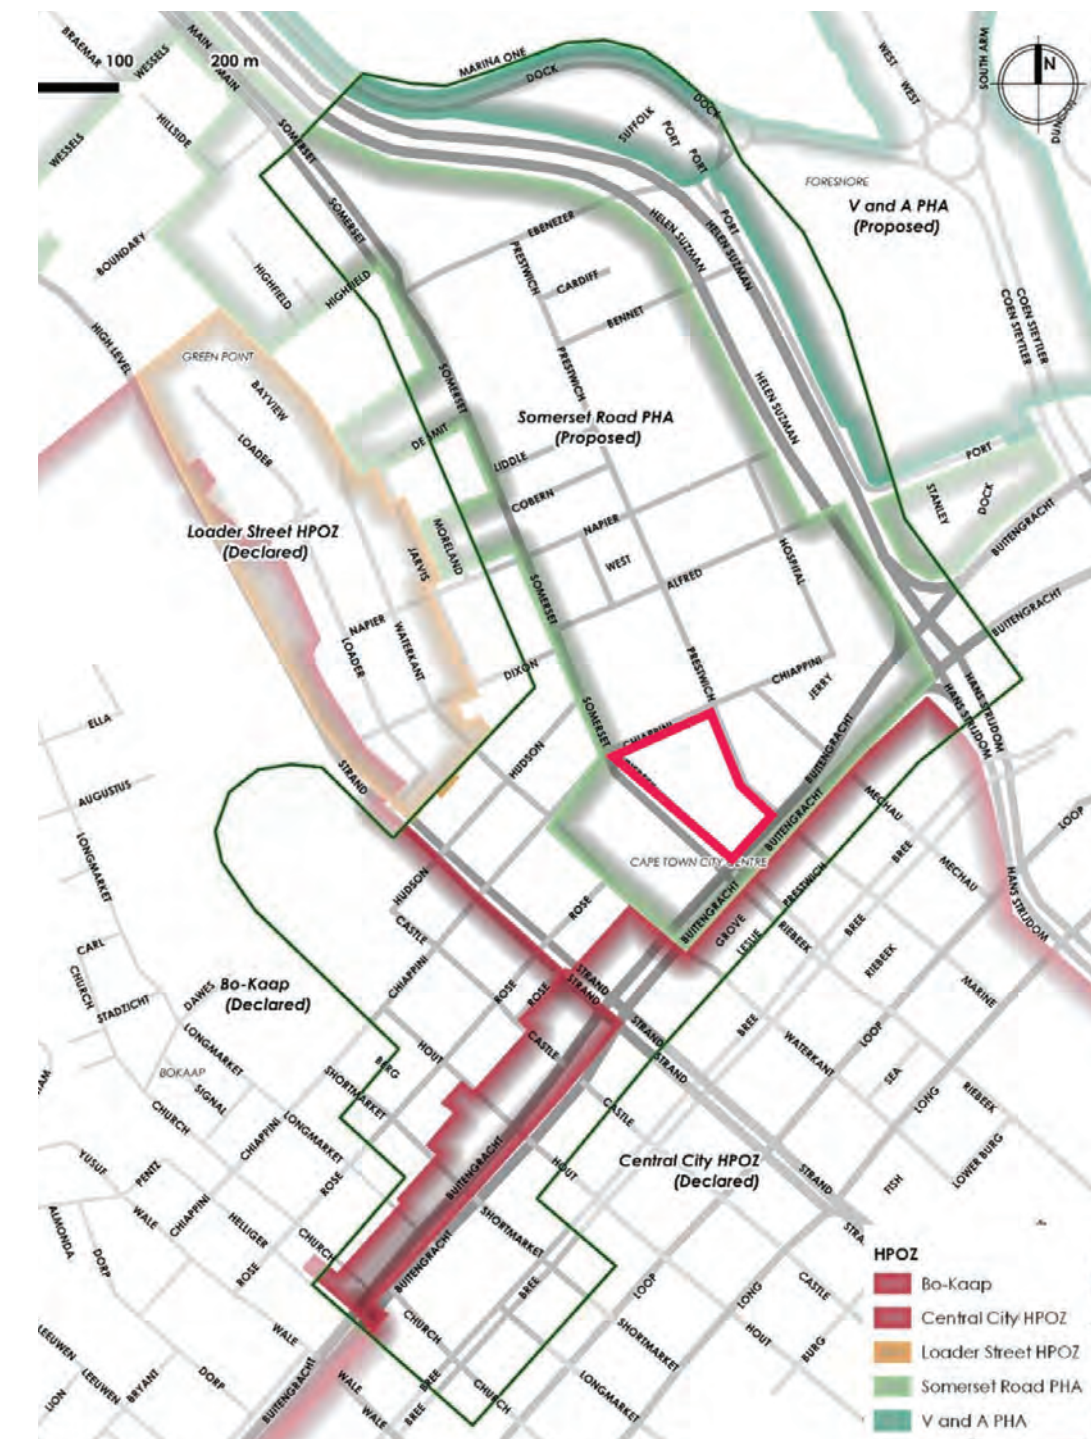 BRAEMAR
WESSELS
MAIN
MAIN
100
200 m
MARINA ONE
DOCK
DOCK
WEST
WEST
SOUTH ARM
N
HILLSIDE
WESSELS
SOMERSET
SUFFOLK
PORT
PORT
FORESHORE
V and A PHA
(Proposed)
SOMERSET
EBENEZER
HELEN SUZMAN
PORT
HELEN SUZMAN
BOUNDARY
HIGHFIELD
HIGHFIELD
PRESTWICH
CARDIFF
BENNET
COEN STEYTLER
COEN STEYTLER
HIGH LEVEL
GREEN POINT
BAYVIEW
SOMERSET
PRESTWICH
HELEN SUZMAN
LOADER
DE SMIT
Somerset Road PHA
(Proposed)
LIDDLE
PORT
COBERN
STANLEY
DOCK
BUITENGRACHT
Loader Street HPOZ
(Declared)
MORELAND
JARVIS
NAPIER
WEST
HOSPITAL
ALFRED
SOMERSET
BUITENGRACHT
NAPIER
LOADER
WATERKANT
DIXON
PRESTWICH
CHIAPPINI
JERRY
HANS STRIJDOM
HANS STRIJDOM
ELLA
SOMERSET
CHIAPPINI
HUDSON
BUITENGRACHT
STRAND
AUGUSTUS
MECHAU
BUITENGRACHT
LOOP
LONGMARKET
CAPE TOWN CITY CENTRE
BREE
MECHAU
HUDSON
PRESTWICH
HANS STRIJDOM
CASTLE
ROSE
BUITENGRACHT
GROVE
LESLIE
RIEBEEK
BREE
RIEBEEK
CARL
CHURCH
STADZICHT
CHIAPPINI
Bo-Kaap
(Declared)
DAWES
ROSE
ROSE
STRAND
STRAND
MARINE
LONGMARKET
STRAND
STRAND
BREE
WATERKANT
LOOP
HOUT
CASTLE
BOKAAP
SIGNAL
BURG
SHORTMARKET
SEA
LONG
RIEBEEK
CHURCH
CHIAPPINI
LONGMARKET
CASTLE
LOWER BURG
YUSUF
PENTZ
ROSE
BUITENGRACHT
HOUT
Central City HPOZ
(Declared)
STRAND
FISH
ALMONDA
WALE
CHIAPPINI
HELLIGER
SHORTMARKET
STRA
DORP
ROSE
CHURCH
BUITENGRACHT
BREE
LOOP
LONG
CASTLE
HOUT
BURG
HPOZ
Bo-Kaap
Central City HPOZ
Loader Street HPOZ
Somerset Road PHA
V and A PHA
LEEUWEN
LEEUWEN
LION
BRYANT
DORP
WALE
CHURCH
SHORTMARKET
BUITENGRACHT
WALE
WALE
BREE
BREE
CHURCH
LONGMARKET